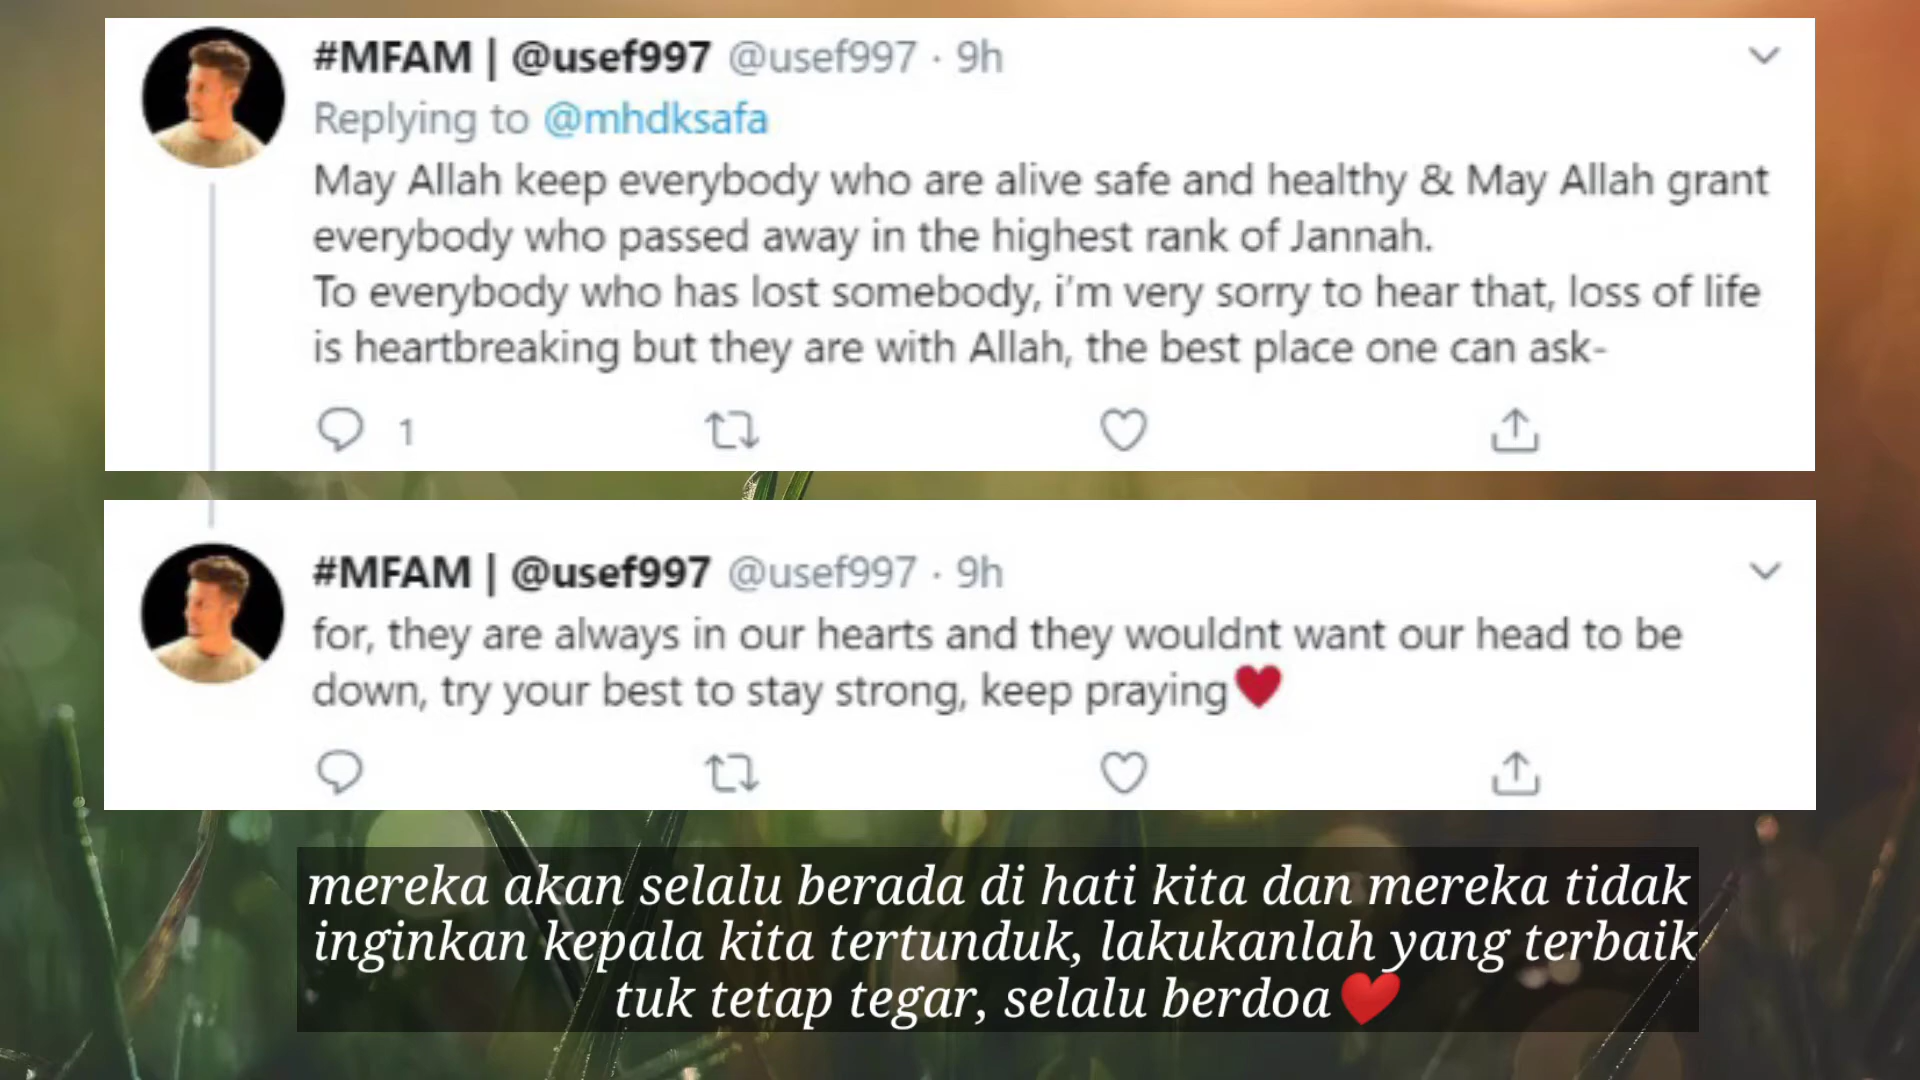 #MFAM | @usef997 @usef997 · 9h
Replying to @mhdksafa
May Allah keep everybody who are alive safe and healthy & May Allah grant
everybody who passed away in the highest rank of Jannah.
To everybody who has lost somebody, i'm very sorry to hear that, loss of life
is heartbreaking but they are with Allah, the best place one can ask-
1
#MFAM | @usef997 @usef997 · 9h
for, they are always in our hearts and they wouldnt want our head to be
down, try your best to stay strong, keep praying❤️
mereka akan selalu berada di hati kita dan mereka tidak
inginkan kepala kita tertunduk, lakukanlah yang terbaik
tuk tetap tegar, selalu berdoa❤️